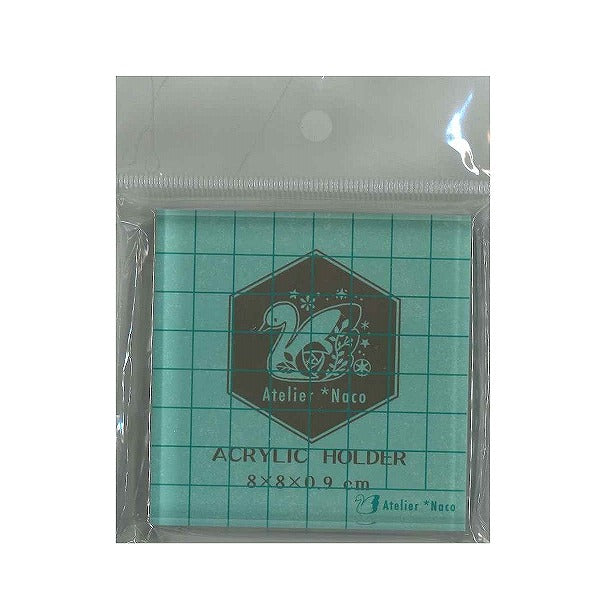 Atelier *Naco
ACRYLIC HOLDER
8×8×0.9 cm
Atelier *Naco